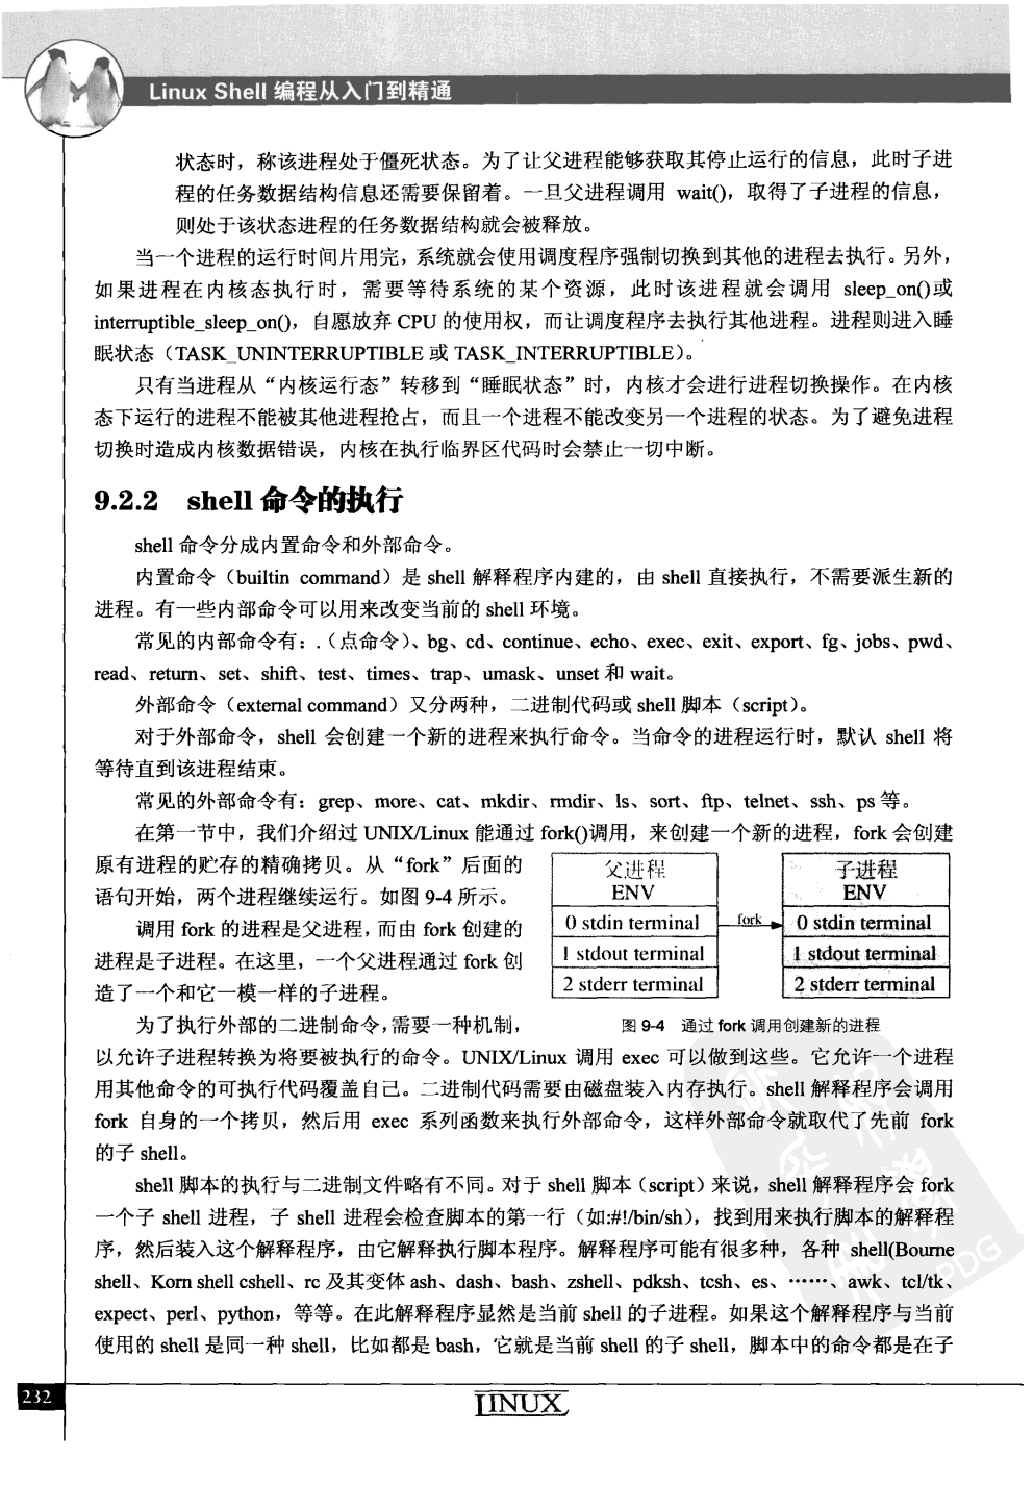 Linux Shell 编程从入门到精通
状态时，称该进程处于僵死状态。为了让父进程能够获取其停止运行的信息，此时子进
程的任务数据结构信息还需要保留着。一旦父进程调用 wait()，取得了子进程的信息，
则处于该状态进程的任务数据结构就会被释放。
当一个进程的运行时间片用完，系统就会使用调度程序强制切换到其他的进程去执行。另外，
如果进程在内核态执行时，需要等待系统的某个资源，此时该进程就会调用 sleep_on()或
interruptible_sleep_on()，自愿放弃 CPU 的使用权，而让调度程序去执行其他进程。进程则进入睡
眠状态（TASK_UNINTERRUPTIBLE 或 TASK_INTERRUPTIBLE）。
只有当进程从“内核运行态”转移到“睡眠状态”时，内核才会进行进程切换操作。在内核
态下运行的进程不能被其他进程抢占，而且一个进程不能改变另一个进程的状态。为了避免进程
切换时造成内核数据错误，内核在执行临界区代码时会禁止一切中断。
9.2.2 shell 命令的执行
shell 命令分成内置命令和外部命令。
内置命令（builtin command）是 shell 解释程序内建的，由 shell 直接执行，不需要派生新的
进程。有一些内部命令可以用来改变当前的 shell 环境。
常见的内部命令有：.（点命令）、bg、cd、continue、echo、exec、exit、export、fg、jobs、pwd、
read、return、set、shift、test、times、trap、umask、unset 和 wait。
外部命令（external command）又分两种，二进制代码或 shell 脚本（script）。
对于外部命令，shell 会创建一个新的进程来执行命令。当命令的进程运行时，默认 shell 将
等待直到该进程结束。
常见的外部命令有：grep、more、cat、mkdir、rmdir、ls、sort、ftp、telnet、ssh、ps 等。
在第一节中，我们介绍过 UNIX/Linux 能通过 fork()调用，来创建一个新的进程，fork 会创建
原有进程的贮存的精确拷贝。从“fork”后面的
语句开始，两个进程继续运行。如图 9-4 所示。
调用 fork 的进程是父进程，而由 fork 创建的
进程是子进程。在这里，一个父进程通过 fork 创
造了一个和它一模一样的子进程。
为了执行外部的二进制命令，需要一种机制，
父进程
ENV
0 stdin terminal
1 stdout terminal
2 stderr terminal
fork
子进程
ENV
0 stdin terminal
1 stdout terminal
2 stderr terminal
图 9-4 通过 fork 调用创建新的进程
以允许子进程转换为将要被执行的命令。UNIX/Linux 调用 exec 可以做到这些。它允许一个进程
用其他命令的可执行代码覆盖自己。二进制代码需要由磁盘装入内存执行。shell 解释程序会调用
fork 自身的一个拷贝，然后用 exec 系列函数来执行外部命令，这样外部命令就取代了先前 fork
的子 shell。
shell 脚本的执行与二进制文件略有不同。对于 shell 脚本（script）来说，shell 解释程序会 fork
一个子 shell 进程，子 shell 进程会检查脚本的第一行（如:#!/bin/sh），找到用来执行脚本的解释程
序，然后装入这个解释程序，由它解释执行脚本程序。解释程序可能有很多种，各种 shell(Bourne
shell、Korn shell cshell、rc 及其变体 ash、dash、bash、zshell、pdksh、tcsh、es、……、awk、tcl/tk、
expect、perl、python，等等。在此解释程序显然是当前 shell 的子进程。如果这个解释程序与当前
使用的 shell 是同一种 shell，比如都是 bash，它就是当前 shell 的子 shell，脚本中的命令都是在子
232
LINUX
PDG